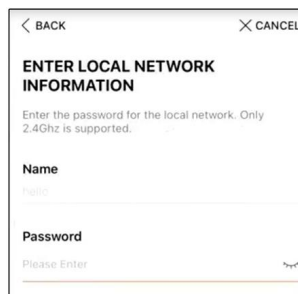 BACK
CANCEL
ENTER LOCAL NETWORK
INFORMATION
Enter the password for the local network. Only
2.4Ghz is supported.
Name
hello
Password
Please Enter